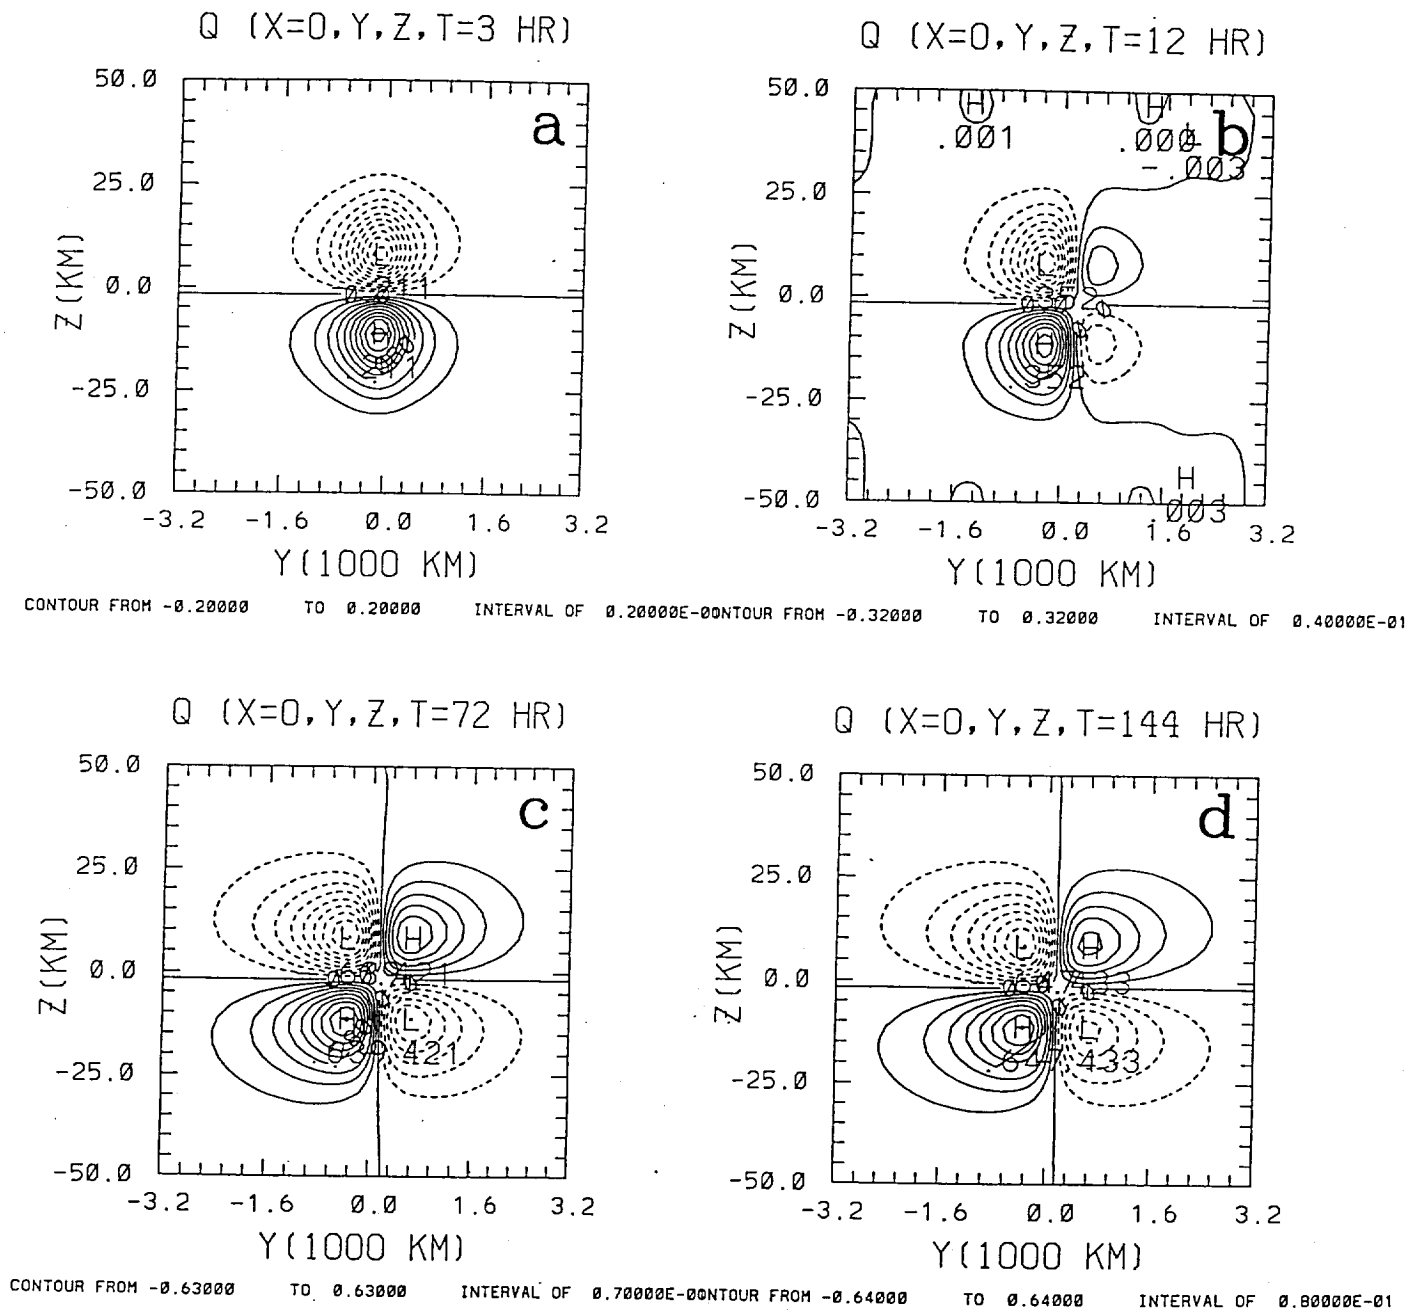 Q (X=0,Y,Z,T=3 HR)
50.0
25.0
0.0
-25.0
-50.0
Z(KM)
a
-3.2 -1.6 0.0 1.6 3.2
Y(1000 KM)
CONTOUR FROM -0.20000 TO 0.20000 INTERVAL OF 0.20000E-0
Q (X=0,Y,Z,T=12 HR)
50.0
25.0
0.0
-25.0
-50.0
Z(KM)
b
H
.001
H
.000
L
-.003
L
H
H
.003
-3.2 -1.6 0.0 1.6 3.2
Y(1000 KM)
ONTOUR FROM -0.32000 TO 0.32000 INTERVAL OF 0.40000E-01
Q (X=0,Y,Z,T=72 HR)
50.0
25.0
0.0
-25.0
-50.0
Z(KM)
c
L H
H L
.421
-3.2 -1.6 0.0 1.6 3.2
Y(1000 KM)
CONTOUR FROM -0.63000 TO 0.63000 INTERVAL OF 0.70000E-0
Q (X=0,Y,Z,T=144 HR)
50.0
25.0
0.0
-25.0
-50.0
Z(KM)
d
L H
H L
.647 .433
-3.2 -1.6 0.0 1.6 3.2
Y(1000 KM)
ONTOUR FROM -0.64000 TO 0.64000 INTERVAL OF 0.80000E-01